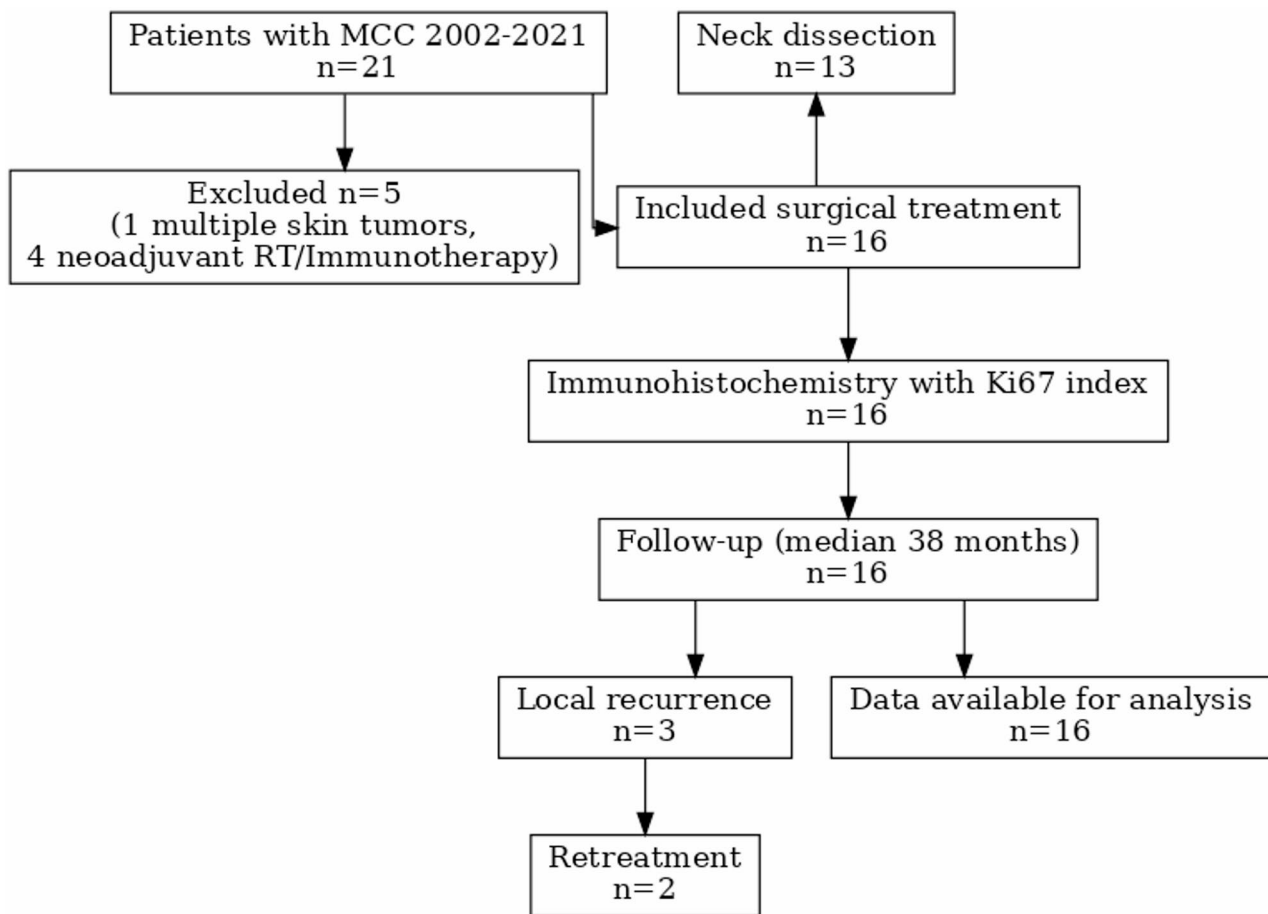 Patients with MCC 2002-2021
n=21
Neck dissection
n=13
Excluded n=5
(1 multiple skin tumors,
4 neoadjuvant RT/Immunotherapy)
Included surgical treatment
n=16
Immunohistochemistry with Ki67 index
n=16
Follow-up (median 38 months)
n=16
Local recurrence
n=3
Data available for analysis
n=16
Retreatment
n=2